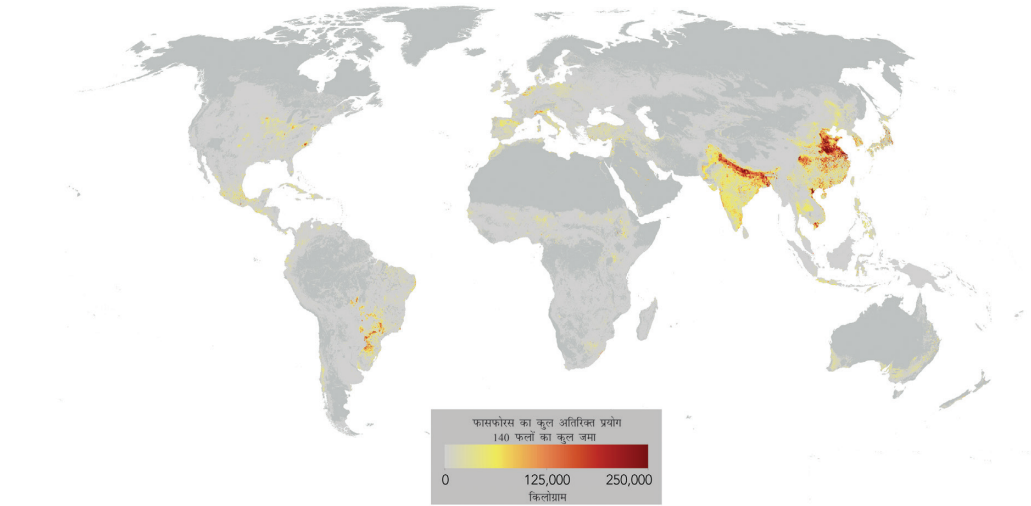 फासफोरस का कुल अतिरिक्त प्रयोग
140 फलों का कुल जमा
0 125,000 250,000
किलोग्राम